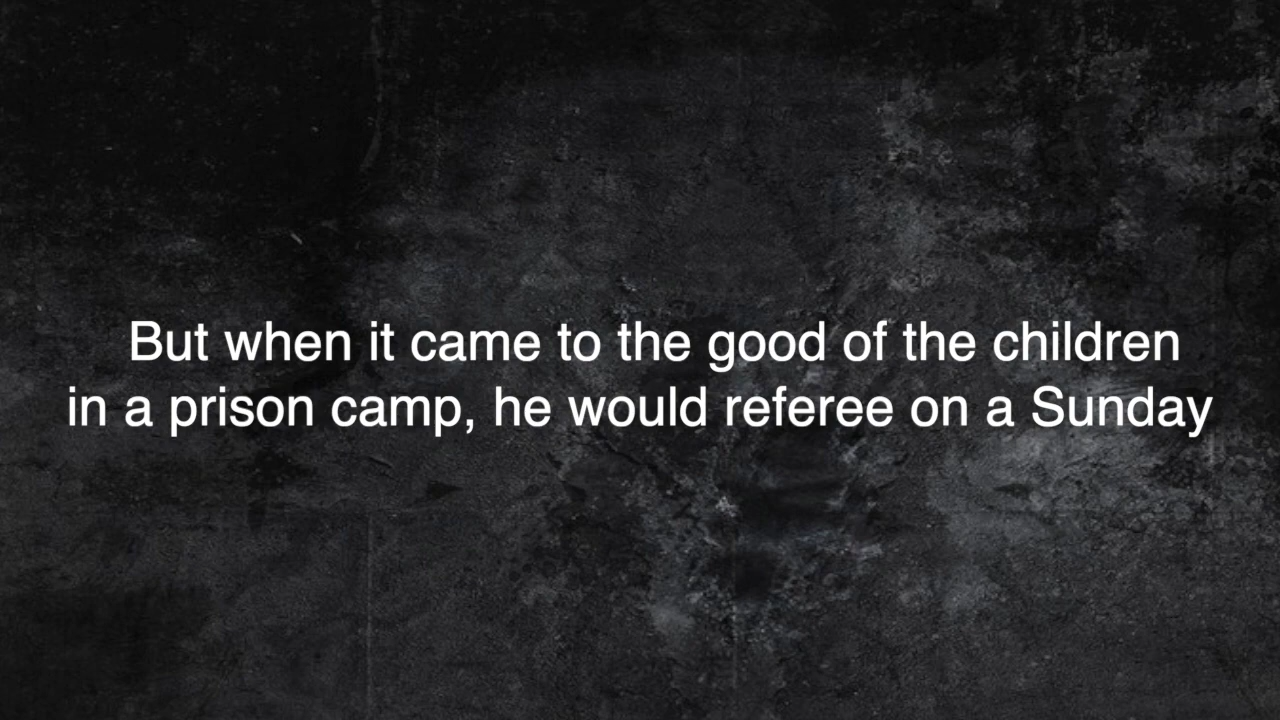 But when it came to the good of the children
in a prison camp, he would referee on a Sunday